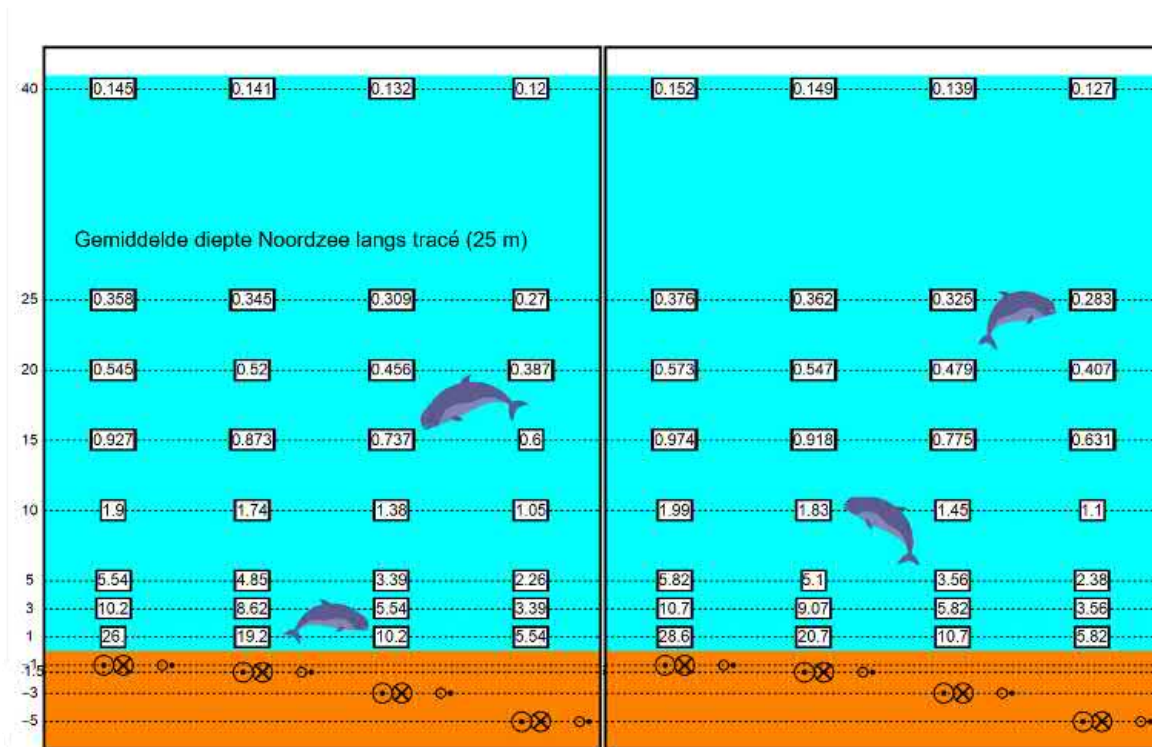 40 0.145 0.141 0.132 0.12 0.152 0.149 0.139 0.127
Gemiddelde diepte Noordzee langs tracé (25 m)
25 0.358 0.345 0.309 0.27 0.376 0.362 0.325 0.283
20 0.545 0.52 0.456 0.387 0.573 0.547 0.479 0.407
15 0.927 0.873 0.737 0.6 0.974 0.918 0.775 0.631
10 1.9 1.74 1.38 1.05 1.99 1.83 1.45 1.1
5 5.54 4.85 3.39 2.26 5.82 5.1 3.56 2.38
3 10.2 8.62 5.54 3.39 10.7 9.07 5.82 3.56
1 26 19.2 10.2 5.54 28.6 20.7 10.7 5.82
-1
-1.5
-3
-5